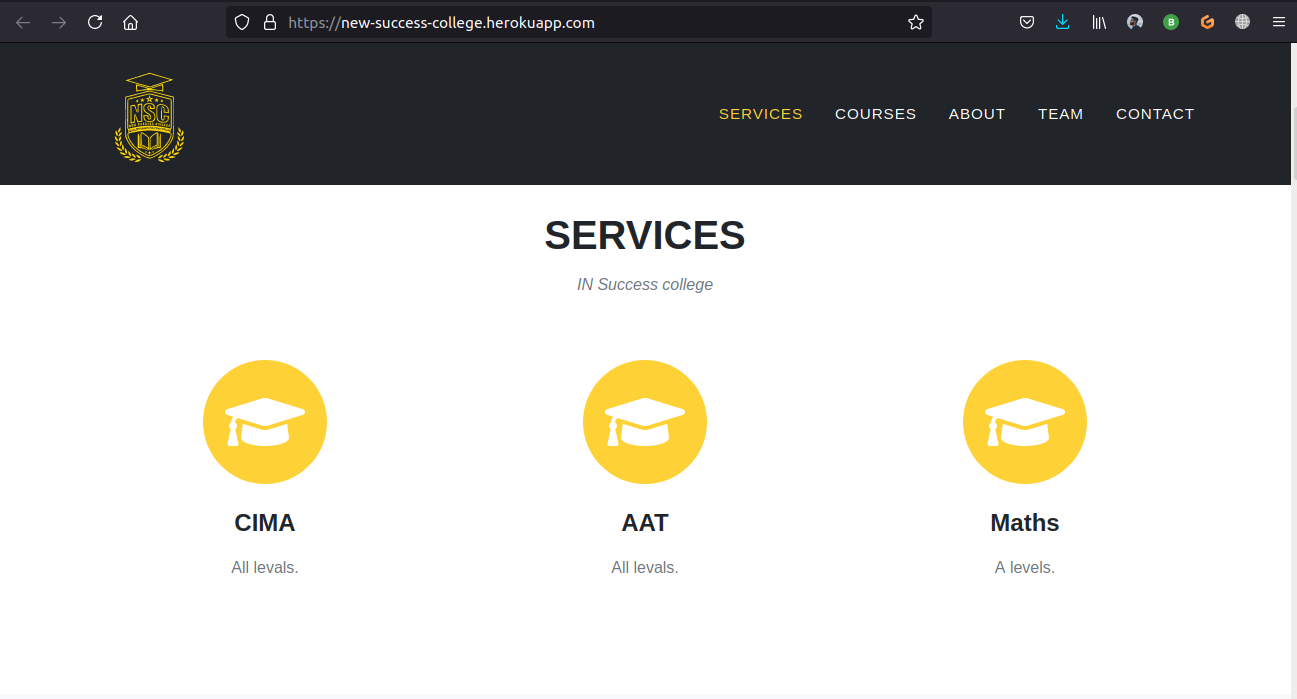 https://new-success-college.herokuapp.com
NSC
SERVICES COURSES ABOUT TEAM CONTACT
SERVICES
IN Success college
CIMA AAT Maths
All levals. All levals. A levels.